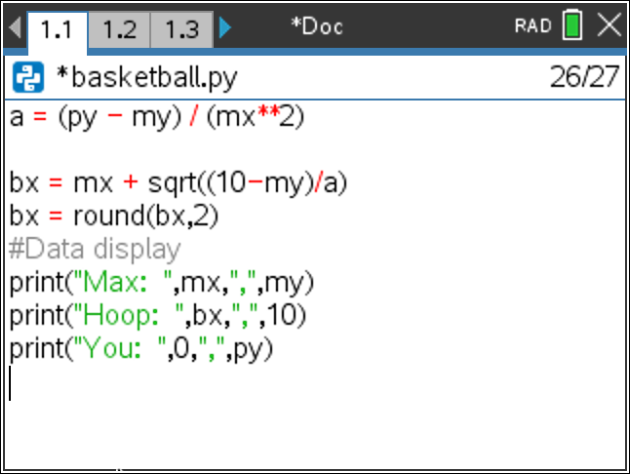 1.1 1.2 1.3 *Doc RAD
*basketball.py 26/27
a = (py - my) / (mx**2)
bx = mx + sqrt((10-my)/a)
bx = round(bx,2)
#Data display
print("Max:  ",mx,",",my)
print("Hoop:  ",bx,",",10)
print("You:  ",0,",",py)